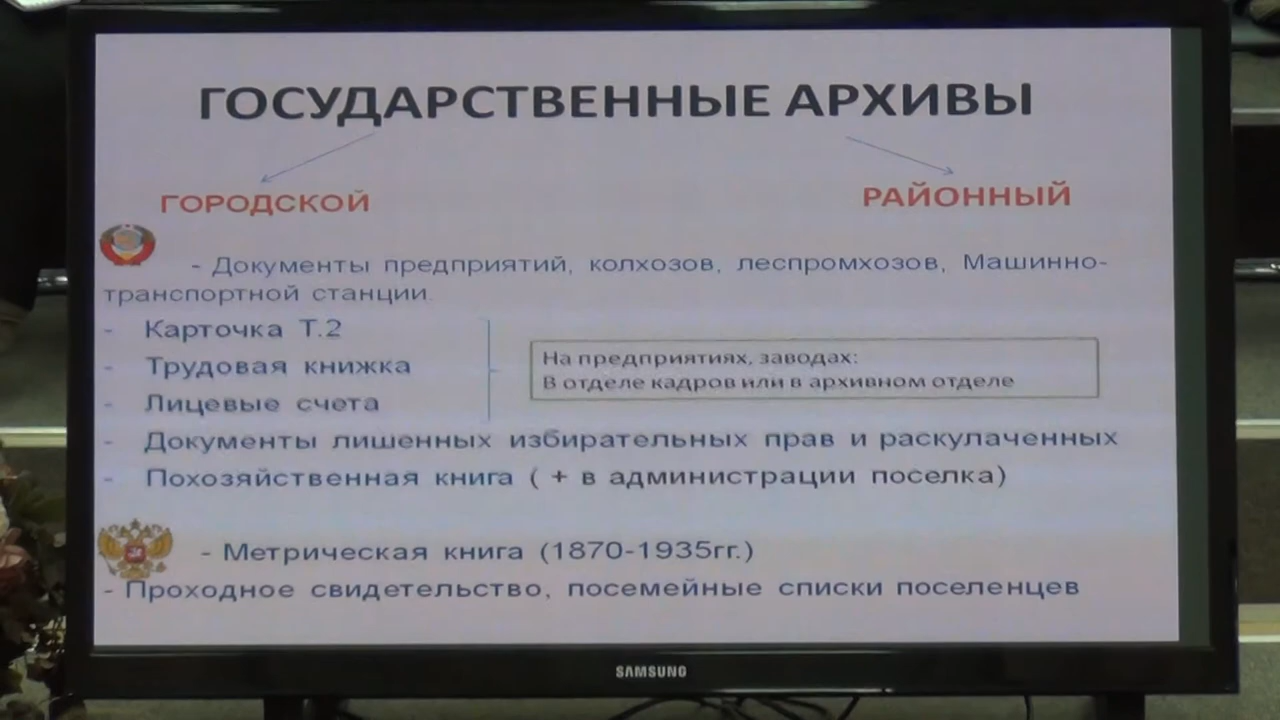 ГОСУДАРСТВЕННЫЕ АРХИВЫ
ГОРОДСКОЙ
РАЙОННЫЙ
- Документы предприятий, колхозов, леспромхозов, Машинно-
транспортной станции.
- Карточка Т.2
- Трудовая книжка
- Лицевые счета
На предприятиях, заводах:
В отделе кадров или в архивном отделе
- Документы лишенных избирательных прав и раскулаченных
- Похозяйственная книга ( + в администрации поселка)
- Метрическая книга (1870-1935гг.)
- Проходное свидетельство, посемейные списки поселенцев
SAMSUNG